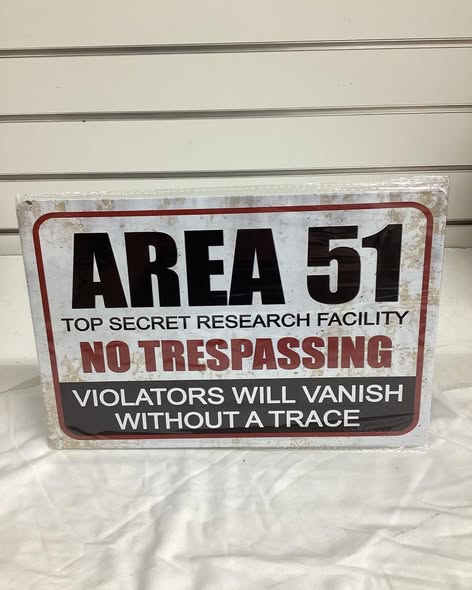 AREA 51
TOP SECRET RESEARCH FACILITY
NO TRESPASSING
VIOLATORS WILL VANISH
WITHOUT A TRACE